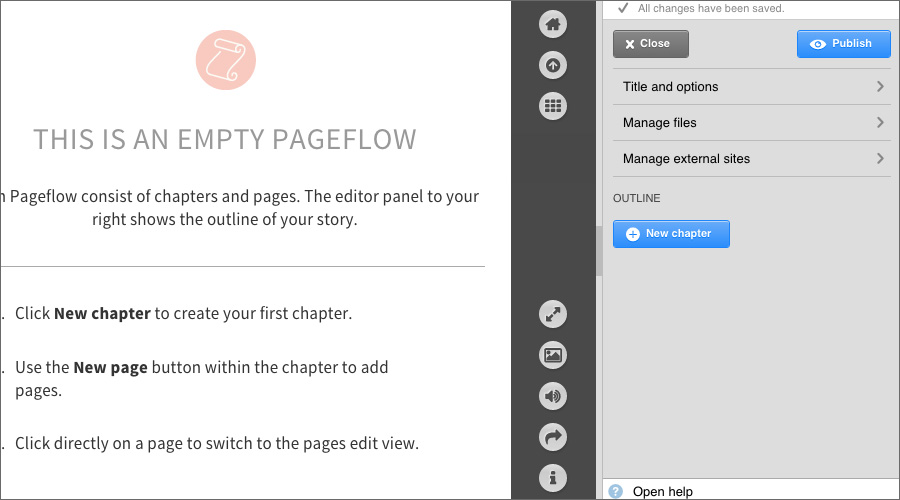 THIS IS AN EMPTY PAGEFLOW
Pageflow consist of chapters and pages. The editor panel to your
right shows the outline of your story.
. Click New chapter to create your first chapter.
. Use the New page button within the chapter to add
pages.
. Click directly on a page to switch to the pages edit view.
All changes have been saved.
Close
Publish
Title and options
Manage files
Manage external sites
OUTLINE
New chapter
? Open help